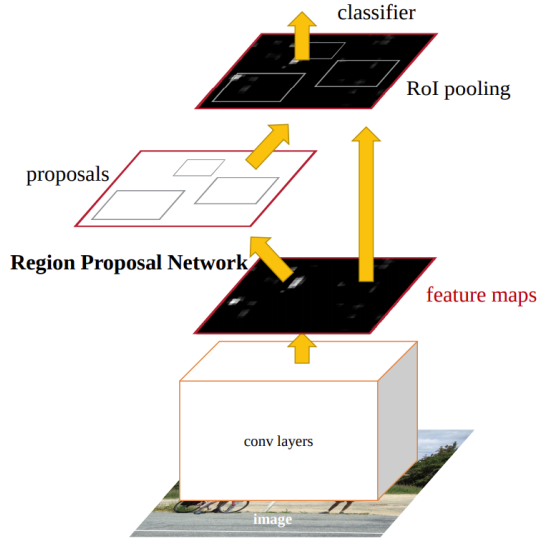 classifier
RoI pooling
proposals
Region Proposal Network
feature maps
conv layers
image